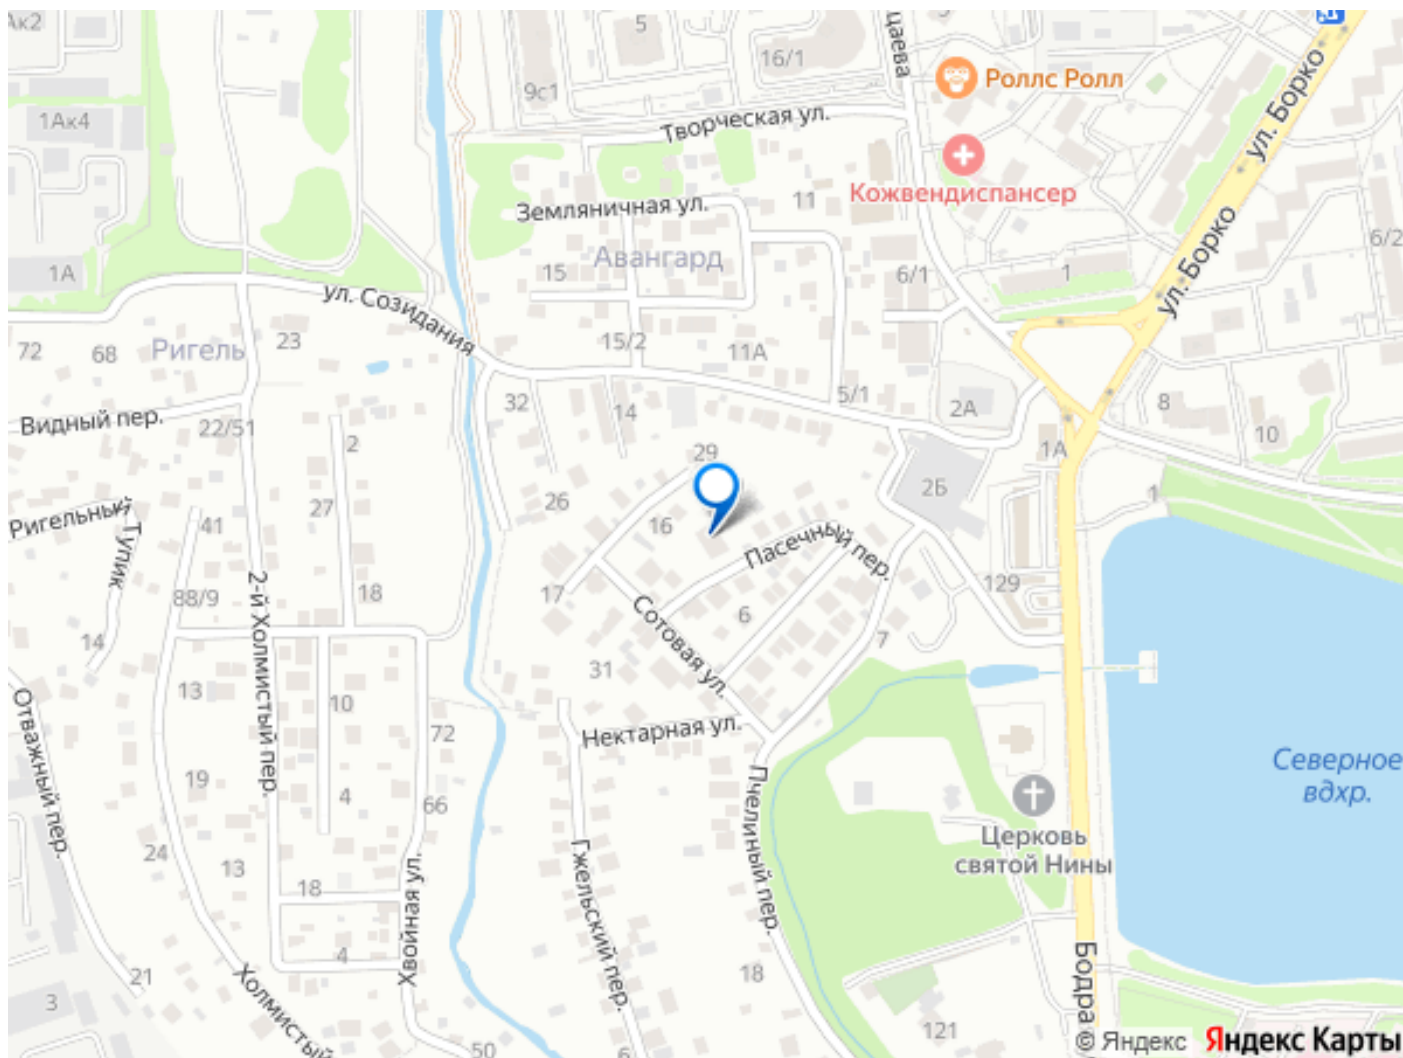 Ак2
5
16/1
цаева
9с1
Роллс Ролл
ул. Борко
1Ак4
Творческая ул.
Кожвендиспансер
11
Земляничная ул.
ул. Борко
6/2
Авангард
1А
15
6/1
1
ул. Созидания
72
68
Ригель
23
15/2
11А
5/1
2А
8
10
32
14
Видный пер.
22/51
2
1А
29
2Б
1
26
27
16
41
Ригельный
Тупик
Пасечный пер.
88/9
18
17
6
129
7
2-й Холмистый пер.
Сотовая ул.
14
31
13
10
Отважный пер.
72
Нектарная ул.
Северное
вдхр.
19
4
66
Пчелиный пер.
Церковь
святой Нины
24
13
18
Гжельский пер.
Хвойная ул.
4
21
3
Холмистый
18
Бодра
121
50
6
© Яндекс
Яндекс Карты